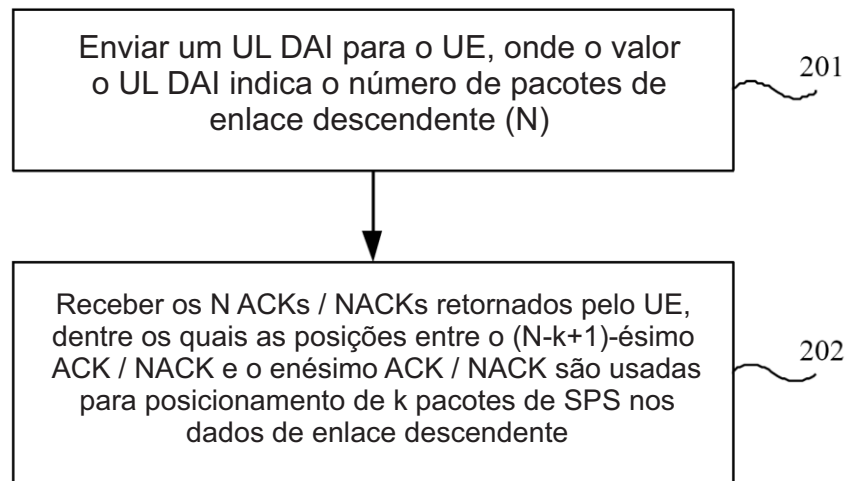 Enviar um UL DAI para o UE, onde o valor
o UL DAI indica o número de pacotes de
enlace descendente (N)
201
Receber os N ACKs / NACKs retornados pelo UE,
dentre os quais as posições entre o (N-k+1)-ésimo
ACK / NACK e o enésimo ACK / NACK são usadas
para posicionamento de k pacotes de SPS nos
dados de enlace descendente
202